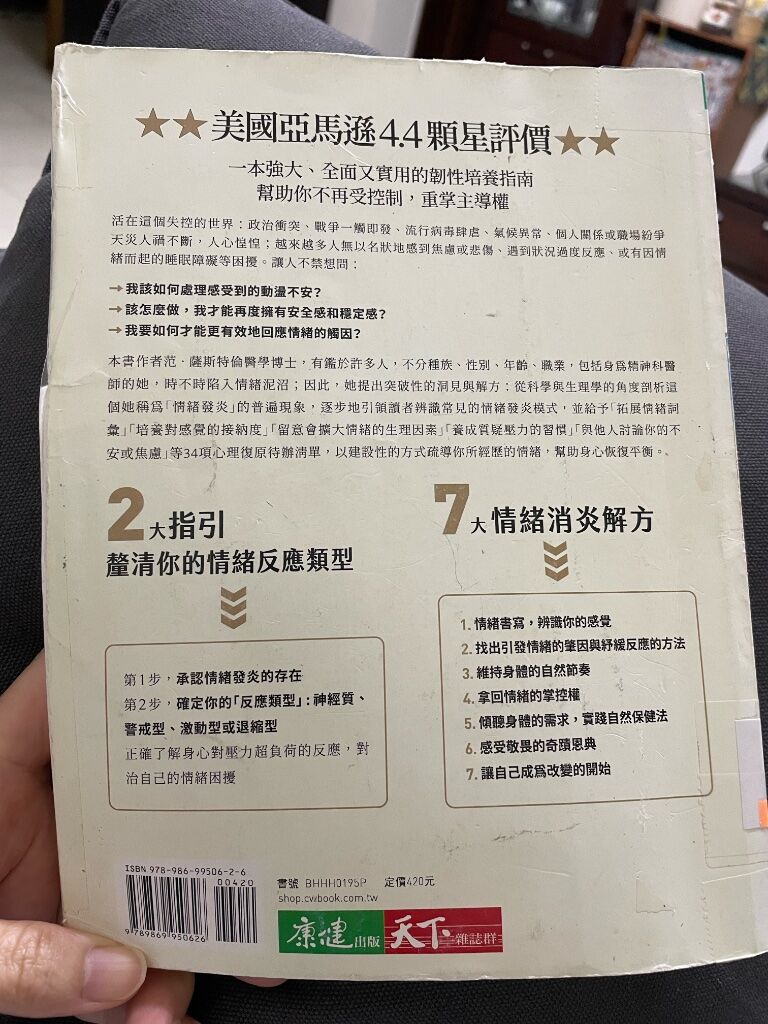 ★★美國亞馬遜4.4顆星評價★★
一本強大、全面又實用的韌性培養指南
幫助你不再受控制，重掌主導權
活在這個失控的世界：政治衝突、戰爭一觸即發、流行病毒肆虐、氣候異常、個人關係或職場紛爭
天災人禍不斷，人心惶惶；越來越多人無以名狀地感到焦慮或悲傷、遇到狀況過度反應、或有因情
緒而起的睡眠障礙等困擾。讓人不禁想問：
→我該如何處理感受到的動盪不安？
→該怎麼做，我才能再度擁有安全感和穩定感？
→我要如何才能更有效地回應情緒的觸因？
本書作者范．薩斯特倫醫學博士，有鑑於許多人，不分種族、性別、年齡、職業，包括身為精神科醫
師的她，時不時陷入情緒泥沼；因此，她提出突破性的洞見與解方：從科學與生理學的角度剖析這
個她稱為「情緒發炎」的普遍現象，逐步地引領讀者辨識常見的情緒發炎模式，並給予「拓展情緒詞
彙」「培養對感覺的接納度」「留意會擴大情緒的生理因素」「養成質疑壓力的習慣」「與他人討論你的不
安或焦慮」等34項心理復原待辦清單，以建設性的方式疏導你所經歷的情緒，幫助身心恢復平衡。
2大指引
釐清你的情緒反應類型
第1步，承認情緒發炎的存在
第2步，確定你的「反應類型」：神經質、
警戒型、激動型或退縮型
正確了解身心對壓力超負荷的反應，對
治自己的情緒困擾
7大情緒消炎解方
1. 情緒書寫，辨識你的感覺
2. 找出引發情緒的肇因與紓緩反應的方法
3. 維持身體的自然節奏
4. 拿回情緒的掌控權
5. 傾聽身體的需求，實踐自然保健法
6. 感受敬畏的奇蹟恩典
7. 讓自己成為改變的開始
ISBN 978-986-99506-2-6
00420
9789869950626
書號 BHHH0195P 定價420元
shop.cwbook.com.tw
康健出版 天下雜誌群